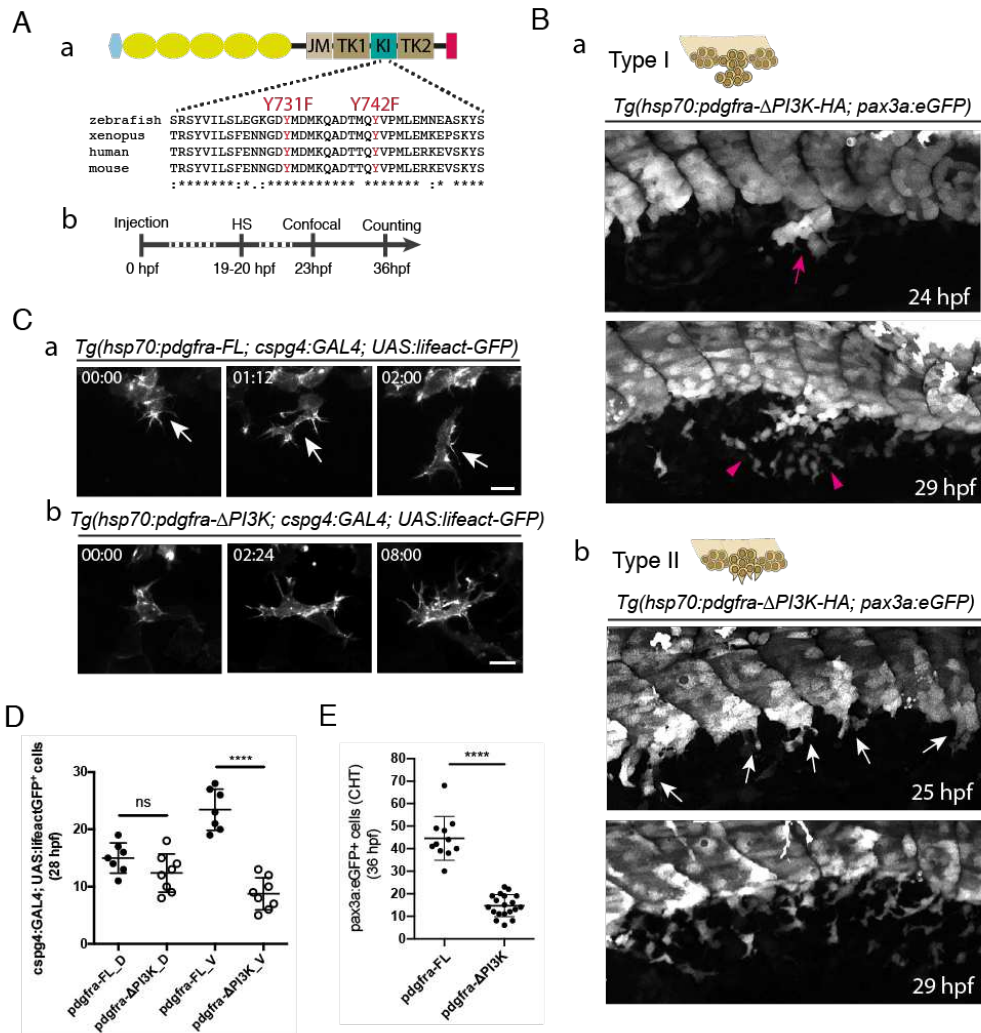 A
a
JM TK1 KI TK2
Y731F Y742F
zebrafish SRSYVILSLEGKGDYMDMKQADTMQYVPMLEMNEASKYS
xenopus TRSYVILSFENNGDYMDMKQADTTQYVPMLERKEVSKYS
human TRSYVILSFENNGDYMDMKQADTTQYVPMLERKEVSKYS
mouse TRSYVILSFENNGDYMDMKQADTTQYVPMLERKEVSKYS
:*******:*.:*********** ******* :* ****
b
Injection HS Confocal Counting
0 hpf 19-20 hpf 23hpf 36hpf
B
a
Type I
Tg(hsp70:pdgfra-ΔPI3K-HA; pax3a:eGFP)
24 hpf
29 hpf
b
Type II
Tg(hsp70:pdgfra-ΔPI3K-HA; pax3a:eGFP)
25 hpf
29 hpf
C
a
Tg(hsp70:pdgfra-FL; cspg4:GAL4; UAS:lifeact-GFP)
00:00 01:12 02:00
b
Tg(hsp70:pdgfra-ΔPI3K; cspg4:GAL4; UAS:lifeact-GFP)
00:00 02:24 08:00
D
cspg4:GAL4; UAS:lifeactGFP+ cells
(28 hpf)
30
20
10
0
ns
****
pdgfra-FL_D
pdgfra-ΔPI3K_D
pdgfra-FL_V
pdgfra-ΔPI3K_V
E
pax3a:eGFP+ cells (CHT)
(36 hpf)
80
70
60
50
40
30
20
10
0
****
pdgfra-FL
pdgfra-ΔPI3K